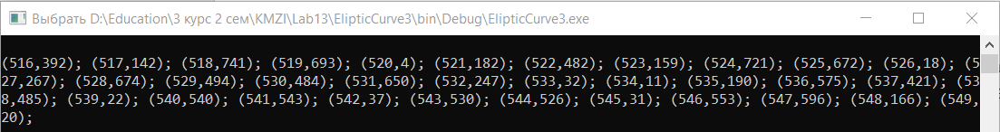 Выбрать D:\Education\3 курс 2 сем\KMZI\Lab13\ElipticCurve3\bin\Debug\ElipticCurve3.exe
(516,392); (517,142); (518,741); (519,693); (520,4); (521,182); (522,482); (523,159); (524,721); (525,672); (526,18); (5
27,267); (528,674); (529,494); (530,484); (531,650); (532,247); (533,32); (534,11); (535,190); (536,575); (537,421); (53
8,485); (539,22); (540,540); (541,543); (542,37); (543,530); (544,526); (545,31); (546,553); (547,596); (548,166); (549,
20);